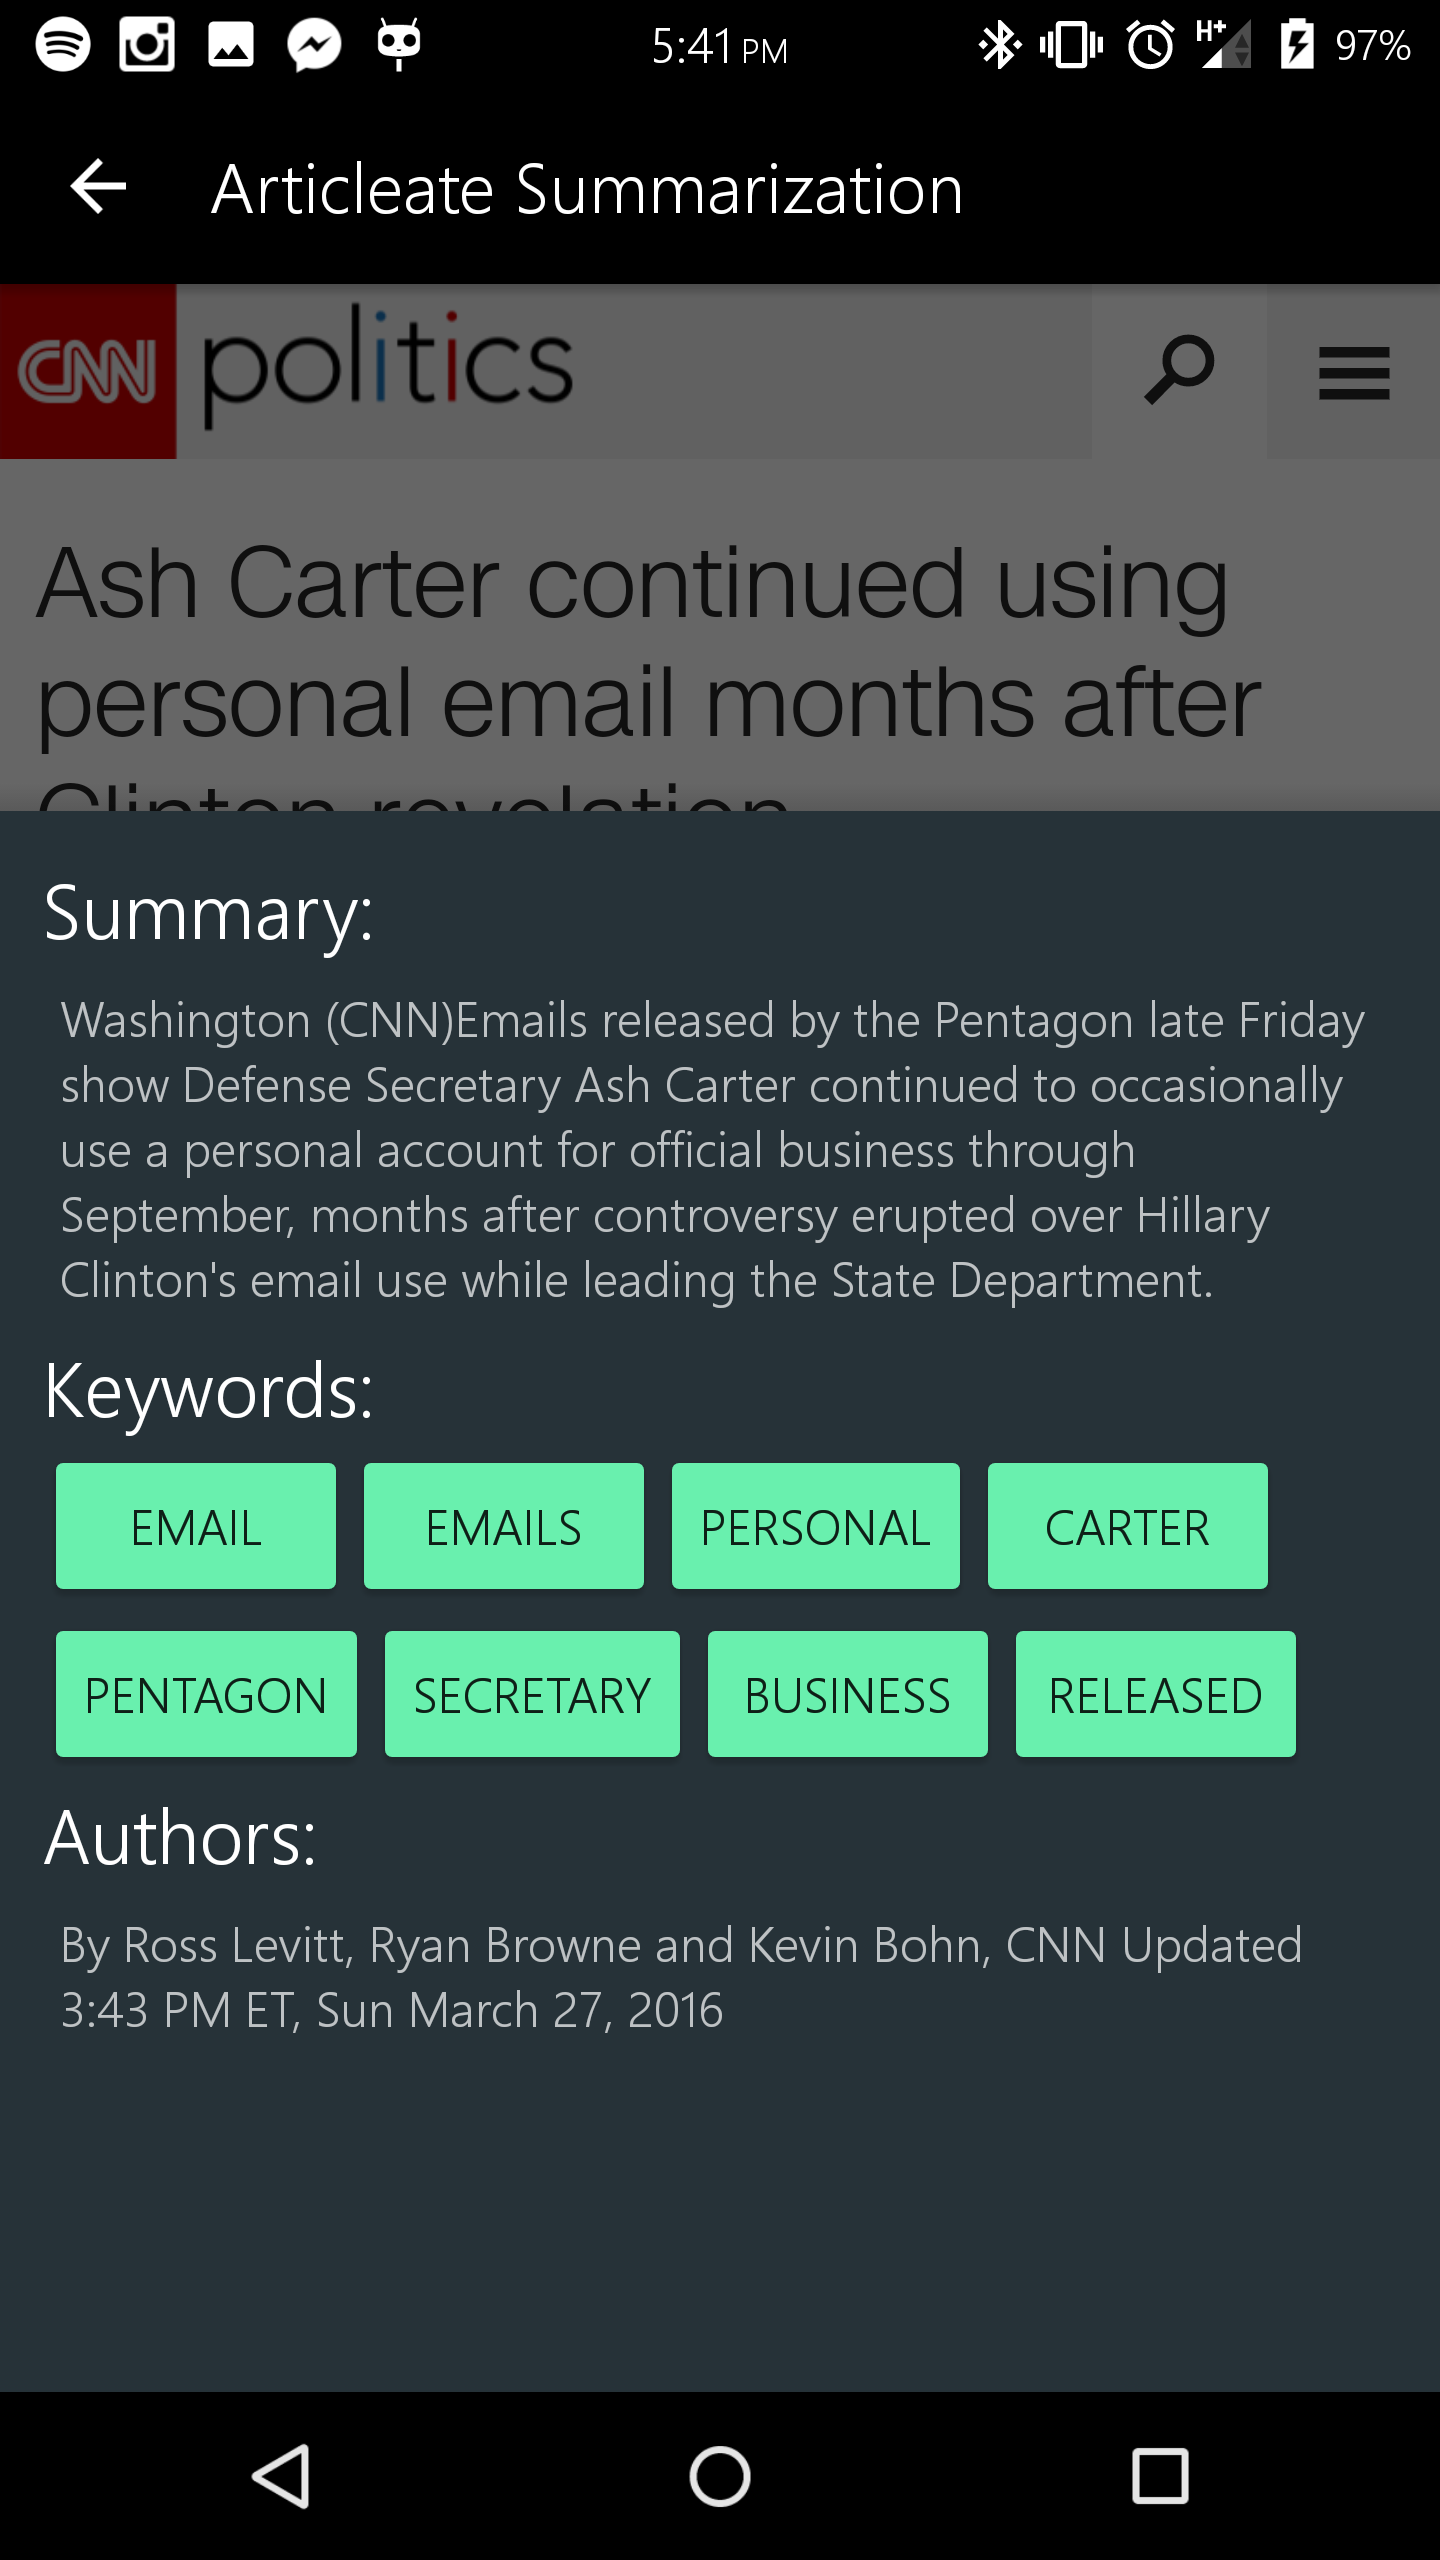 5:41 PM
H+
97%
Articleate Summarization
CNN politics
Ash Carter continued using
personal email months after
Clinton revelation
Summary:
Washington (CNN)Emails released by the Pentagon late Friday
show Defense Secretary Ash Carter continued to occasionally
use a personal account for official business through
September, months after controversy erupted over Hillary
Clinton's email use while leading the State Department.
Keywords:
EMAIL EMAILS PERSONAL CARTER
PENTAGON SECRETARY BUSINESS RELEASED
Authors:
By Ross Levitt, Ryan Browne and Kevin Bohn, CNN Updated
3:43 PM ET, Sun March 27, 2016